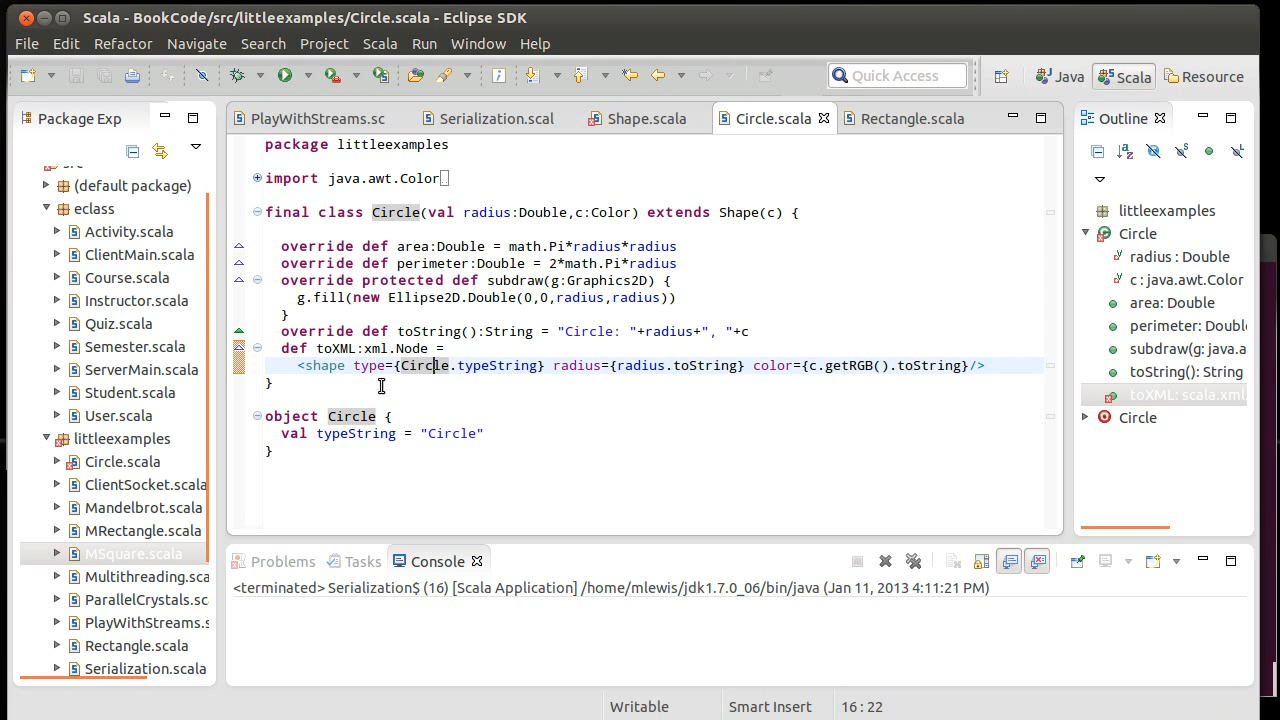 Scala - BookCode/src/littleexamples/Circle.scala - Eclipse SDK
File Edit Refactor Navigate Search Project Scala Run Window Help
Quick Access Java Scala Resource
Package Exp
(default package)
eclass
Activity.scala
ClientMain.scala
Course.scala
Instructor.scala
Quiz.scala
Semester.scala
ServerMain.scala
Student.scala
User.scala
littleexamples
Circle.scala
ClientSocket.scala
Mandelbrot.scala
MRectangle.scala
MSquare.scala
Multithreading.sca
ParallelCrystals.sc
PlayWithStreams.sc
Rectangle.scala
Serialization.scala
PlayWithStreams.sc Serialization.scal Shape.scala Circle.scala Rectangle.scala
package littleexamples
import java.awt.Color
final class Circle(val radius:Double,c:Color) extends Shape(c) {
override def area:Double = math.Pi*radius*radius
override def perimeter:Double = 2*math.Pi*radius
override protected def subdraw(g:Graphics2D) {
g.fill(new Ellipse2D.Double(0,0,radius,radius))
}
override def toString():String = "Circle: "+radius+", "+c
def toXML:xml.Node =
<shape type={Circle.typeString} radius={radius.toString} color={c.getRGB().toString}/>
}
object Circle {
val typeString = "Circle"
}
Outline
littleexamples
Circle
radius : Double
c : java.awt.Color
area: Double
perimeter: Double
subdraw(g: java.a
toString(): String
toXML: scala.xml
Circle
Problems Tasks Console
<terminated> Serialization$ (16) [Scala Application] /home/mlewis/jdk1.7.0_06/bin/java (Jan 11, 2013 4:11:21 PM)
Writable Smart Insert 16 : 22